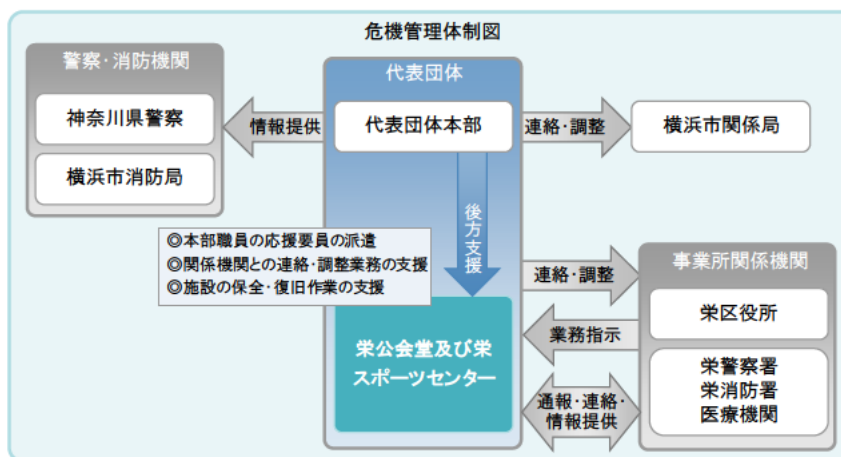 危機管理体制図
警察・消防機関
神奈川県警察
横浜市消防局
情報提供
代表団体
代表団体本部
連絡・調整
横浜市関係局
後方支援
◎本部職員の応援要員の派遣
◎関係機関との連絡・調整業務の支援
◎施設の保全・復旧作業の支援
栄公会堂及び栄
スポーツセンター
連絡・調整
業務指示
通報・連絡・
情報提供
事業所関係機関
栄区役所
栄警察署
栄消防署
医療機関